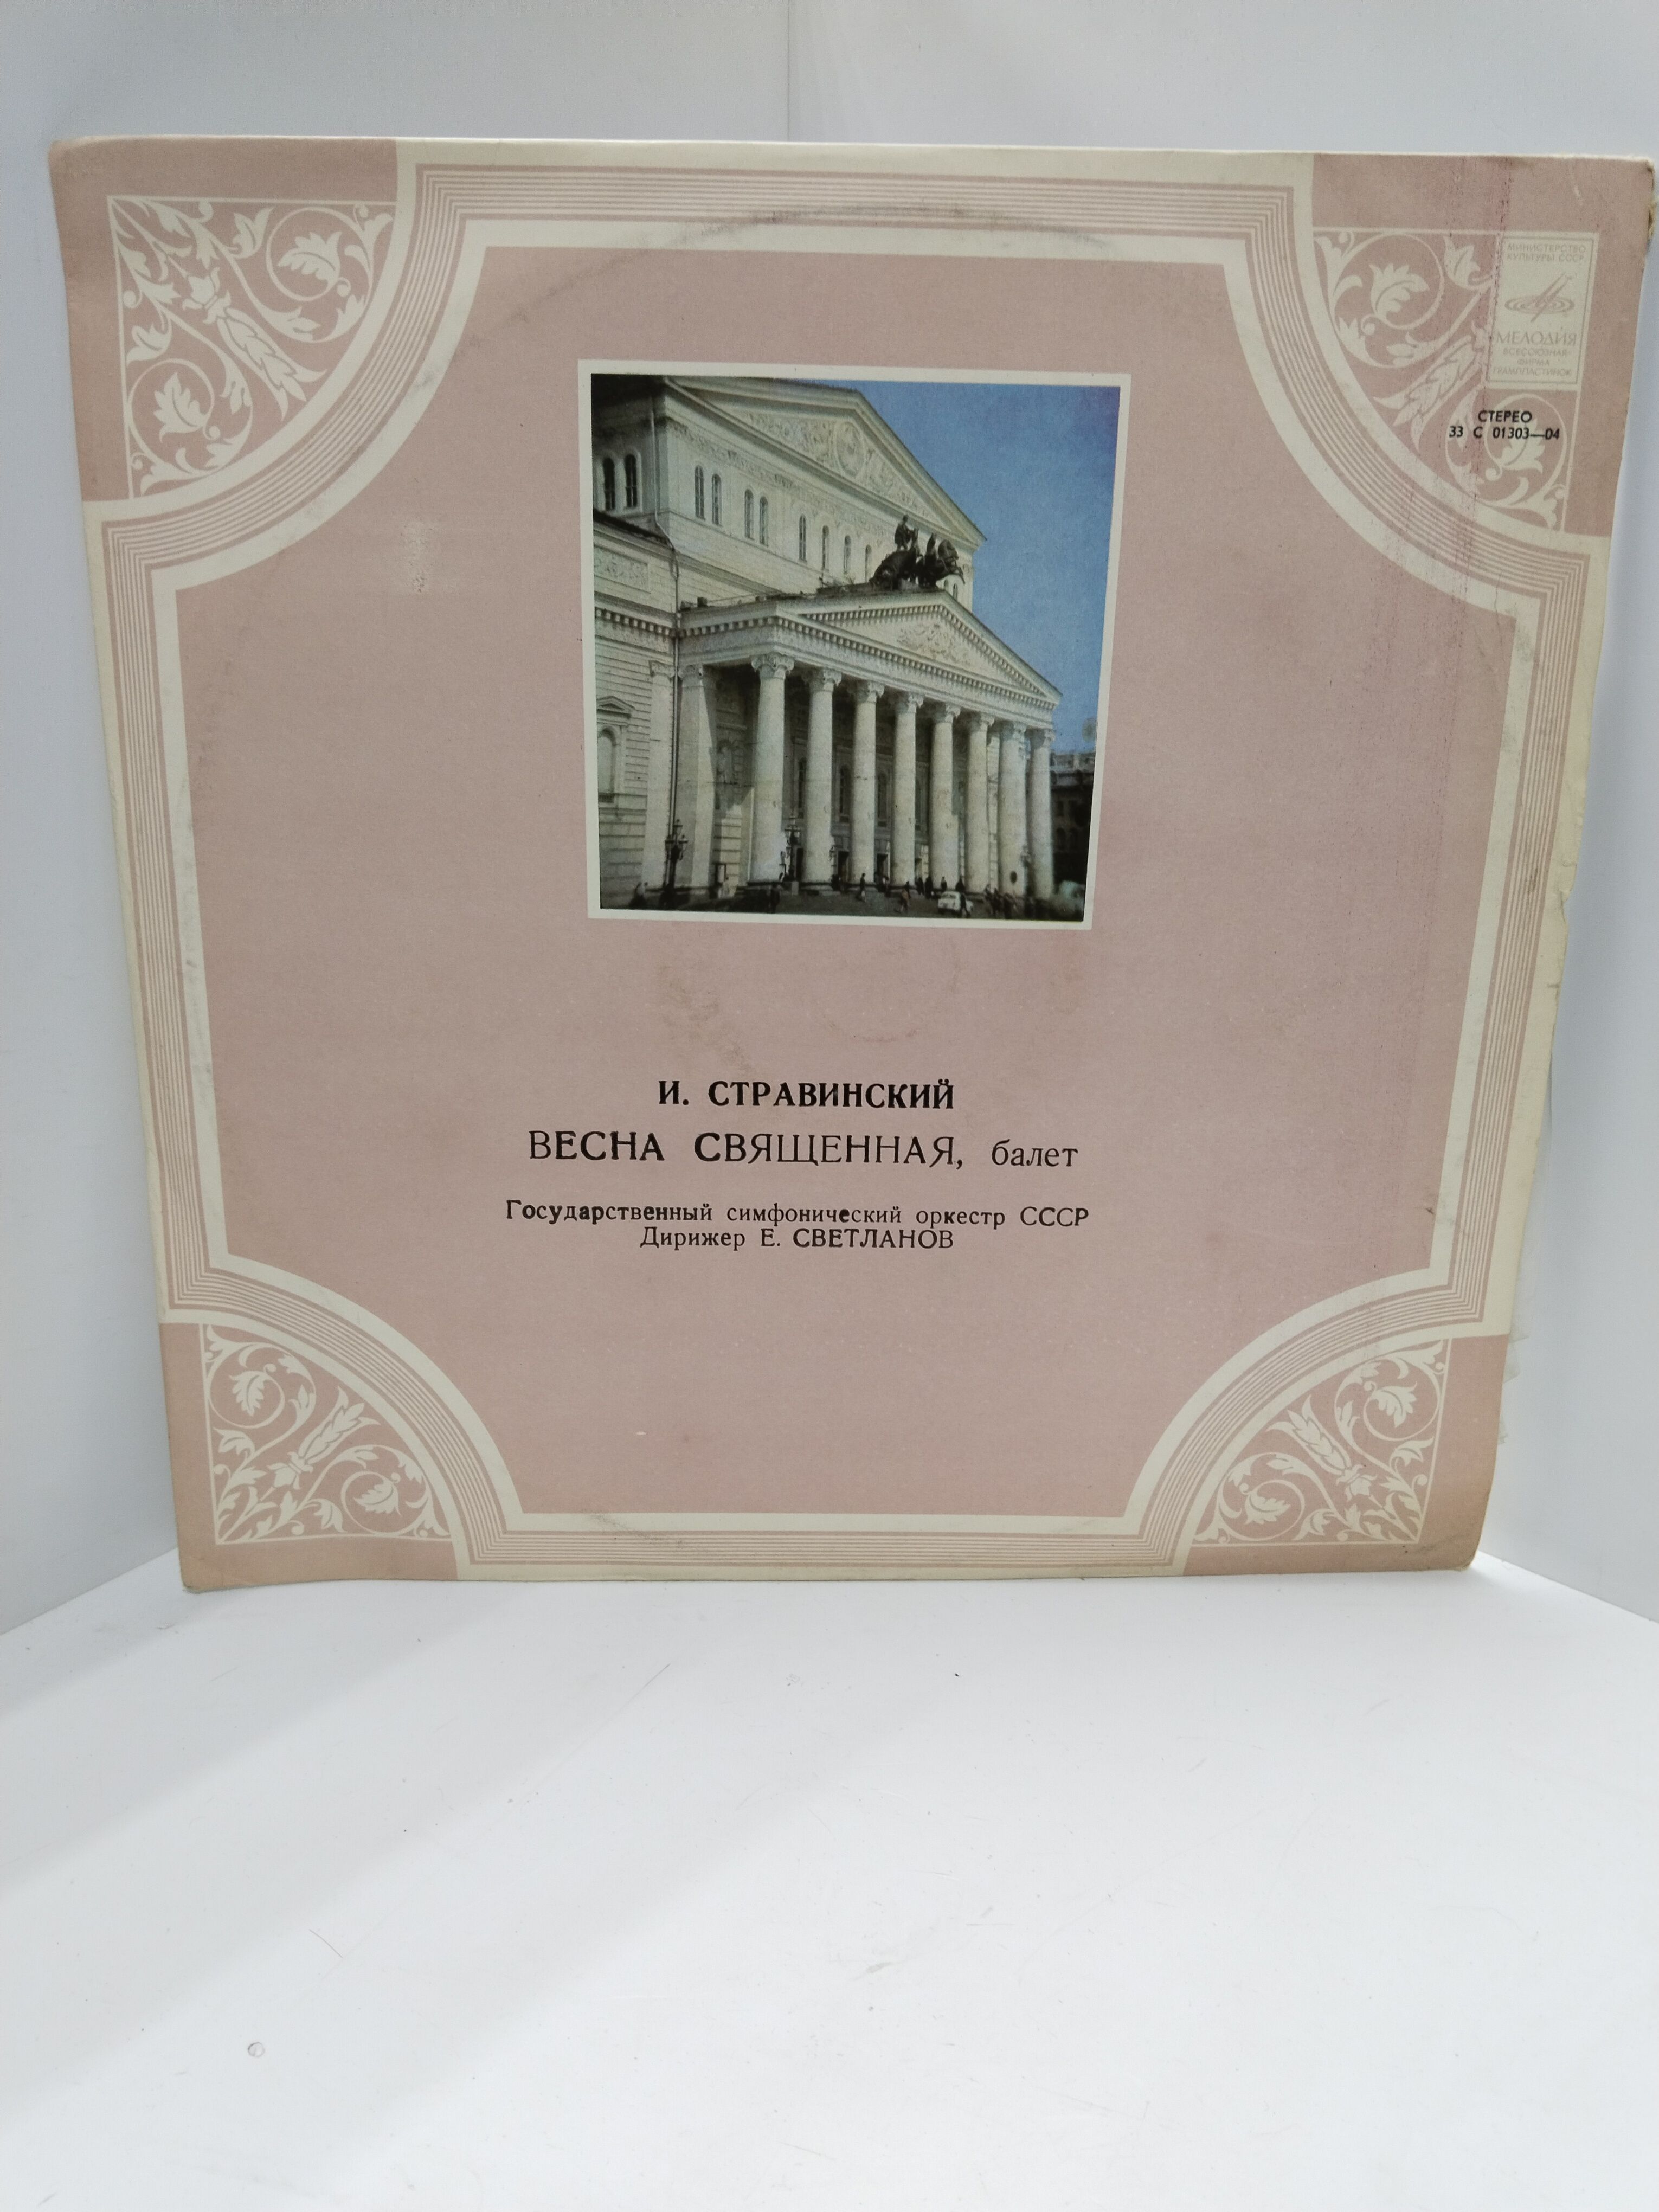 МИНИСТЕРСТВО
КУЛЬТУРЫ СССР
МЕЛОДИЯ
ВСЕСОЮЗНАЯ
ФИРМА
ГРАМПЛАСТИНОК
СТЕРЕО
33 С 01303—04
И. СТРАВИНСКИЙ
ВЕСНА СВЯЩЕННАЯ, балет
Государственный симфонический оркестр СССР
Дирижер Е. СВЕТЛАНОВ